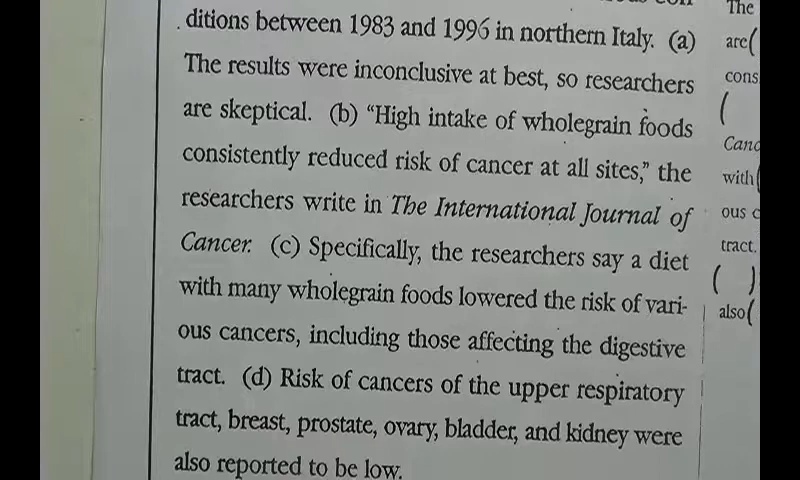 ditions between 1983 and 1996 in northern Italy. (a)
The results were inconclusive at best, so researchers
are skeptical. (b) “High intake of wholegrain foods
consistently reduced risk of cancer at all sites,” the
researchers write in The International Journal of
Cancer. (c) Specifically, the researchers say a diet
with many wholegrain foods lowered the risk of vari-
ous cancers, including those affecting the digestive
tract. (d) Risk of cancers of the upper respiratory
tract, breast, prostate, ovary, bladder, and kidney were
also reported to be low.
The
are(
cons
(
Canc
with(
ous c
tract.
( )
also(